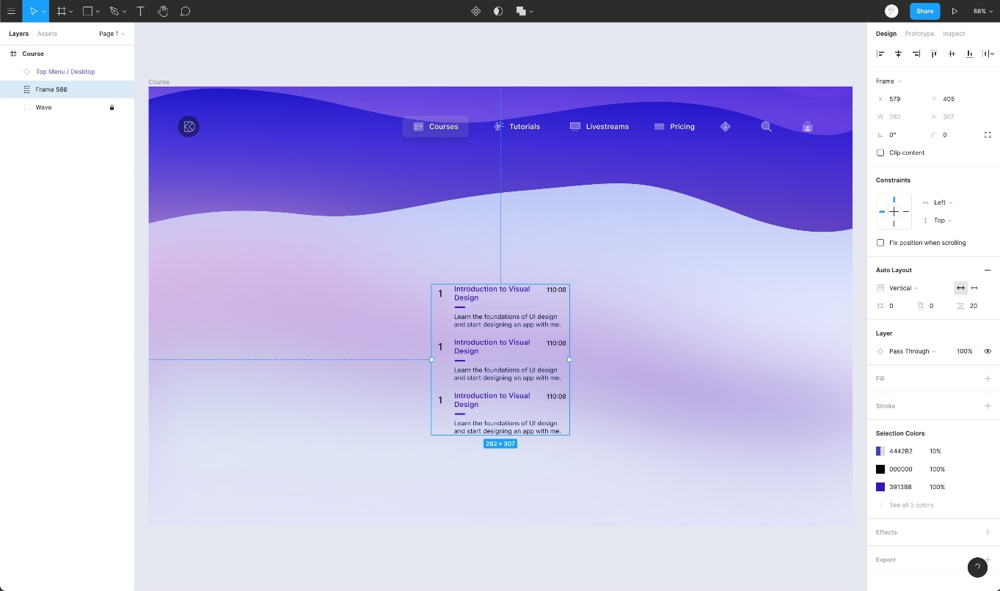 Share
88%
Layers
Assets
Page 1
Course
Top Menu / Desktop
Frame 560
Wave
Course
Courses
Tutorials
Livestreams
Pricing
1
Introduction to Visual
Design
110:08
Learn the foundations of UI design
and start designing an app with me.
1
Introduction to Visual
Design
110:08
Learn the foundations of UI design
and start designing an app with me.
1
Introduction to Visual
Design
110:08
Learn the foundations of UI design
and start designing an app with me.
282 × 307
Design
Prototype
Inspect
Frame
X 579
Y 405
W 282
H 307
0°
0
Clip content
Constraints
Left
Top
Fix position when scrolling
Auto Layout
Vertical
0
0
20
Layer
Pass Through
100%
Fill
Stroke
Selection Colors
4442B2 10%
000000 100%
3913B8 100%
See all 5 colors
Effects
Export
?